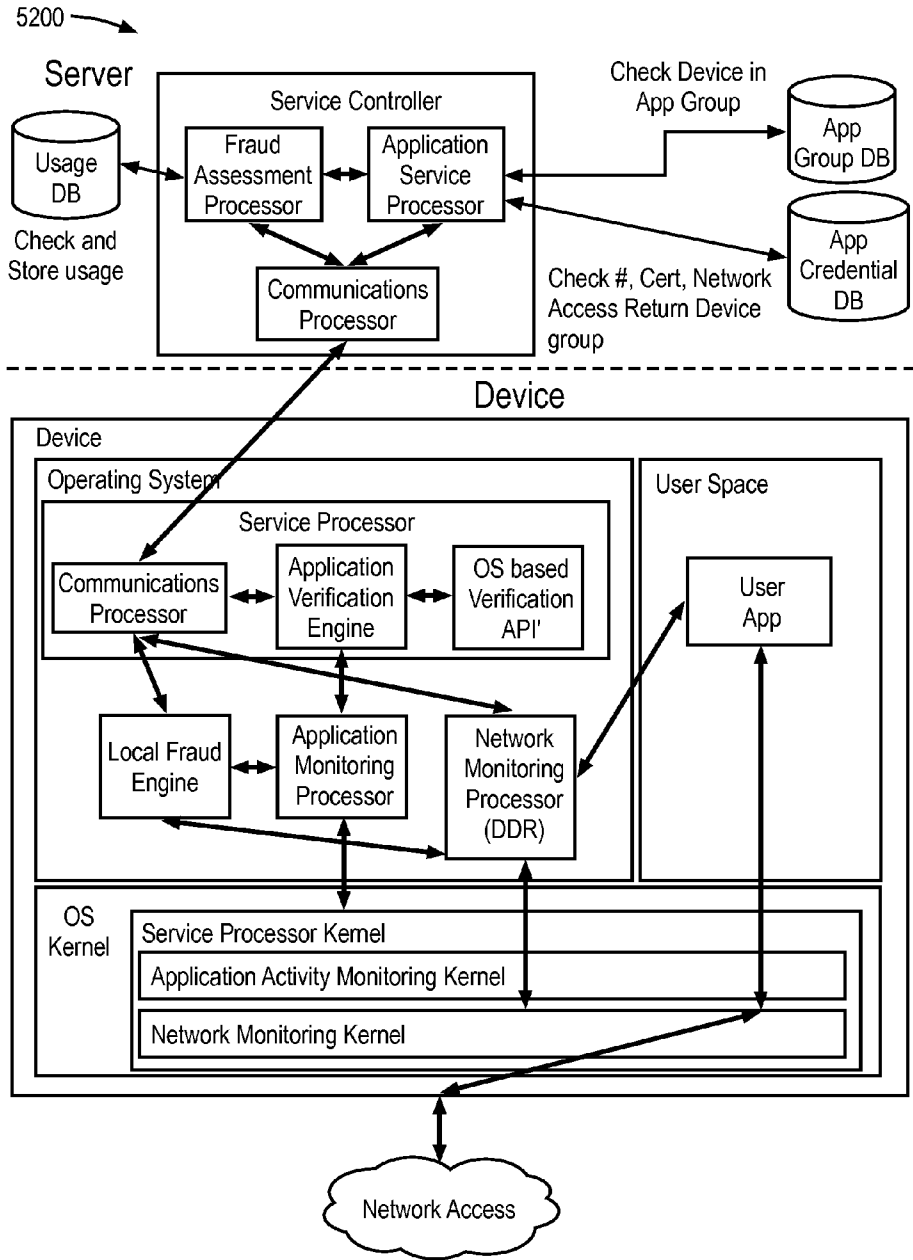 5200
Server
Service Controller
Usage
DB
Check and
Store usage
Fraud
Assessment
Processor
Application
Service
Processor
Communications
Processor
Check Device in
App Group
App
Group DB
App
Credential
DB
Check #, Cert, Network
Access Return Device
group
Device
Device
Operating System
Service Processor
Communications
Processor
Application
Verification
Engine
OS based
Verification
API'
Local Fraud
Engine
Application
Monitoring
Processor
Network
Monitoring
Processor
(DDR)
User Space
User
App
OS
Kernel
Service Processor Kernel
Application Activity Monitoring Kernel
Network Monitoring Kernel
Network Access